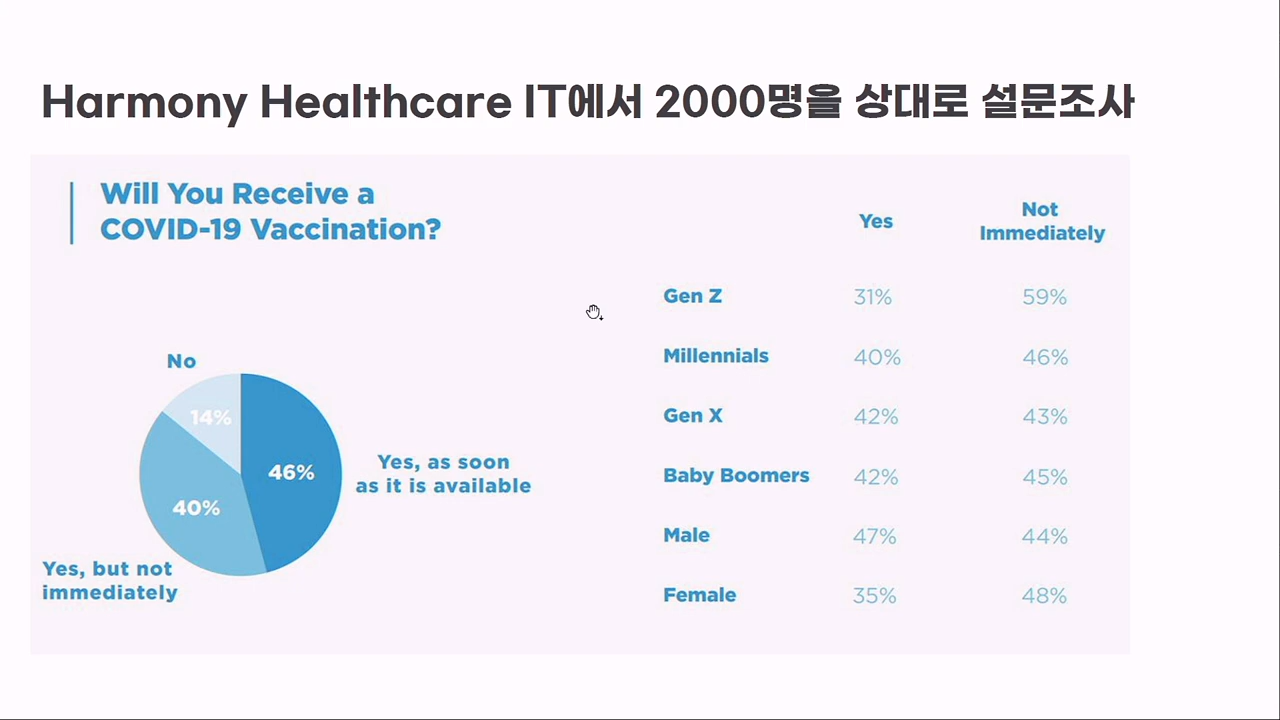 Harmony Healthcare IT에서 2000명을 상대로 설문조사
Will You Receive a
COVID-19 Vaccination?
No
14%
46%
40%
Yes, as soon
as it is available
Yes, but not
immediately
Yes
Not
Immediately
Gen Z 31% 59%
Millennials 40% 46%
Gen X 42% 43%
Baby Boomers 42% 45%
Male 47% 44%
Female 35% 48%